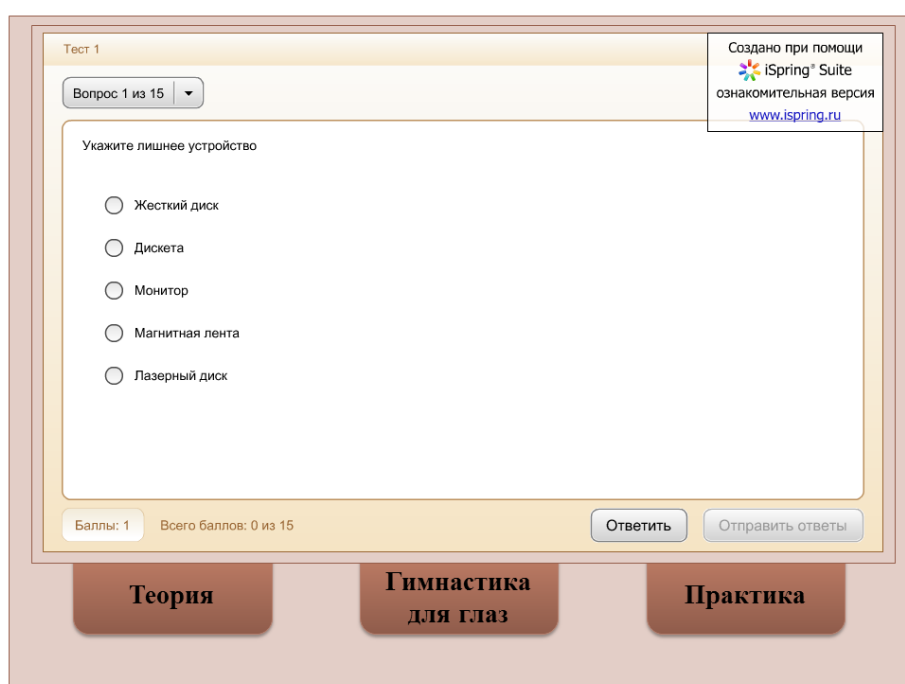 Тест 1
Создано при помощи
iSpring® Suite
ознакомительная версия
www.ispring.ru
Вопрос 1 из 15
Укажите лишнее устройство
Жесткий диск
Дискета
Монитор
Магнитная лента
Лазерный диск
Баллы: 1
Всего баллов: 0 из 15
Ответить
Отправить ответы
Теория
Гимнастика
для глаз
Практика